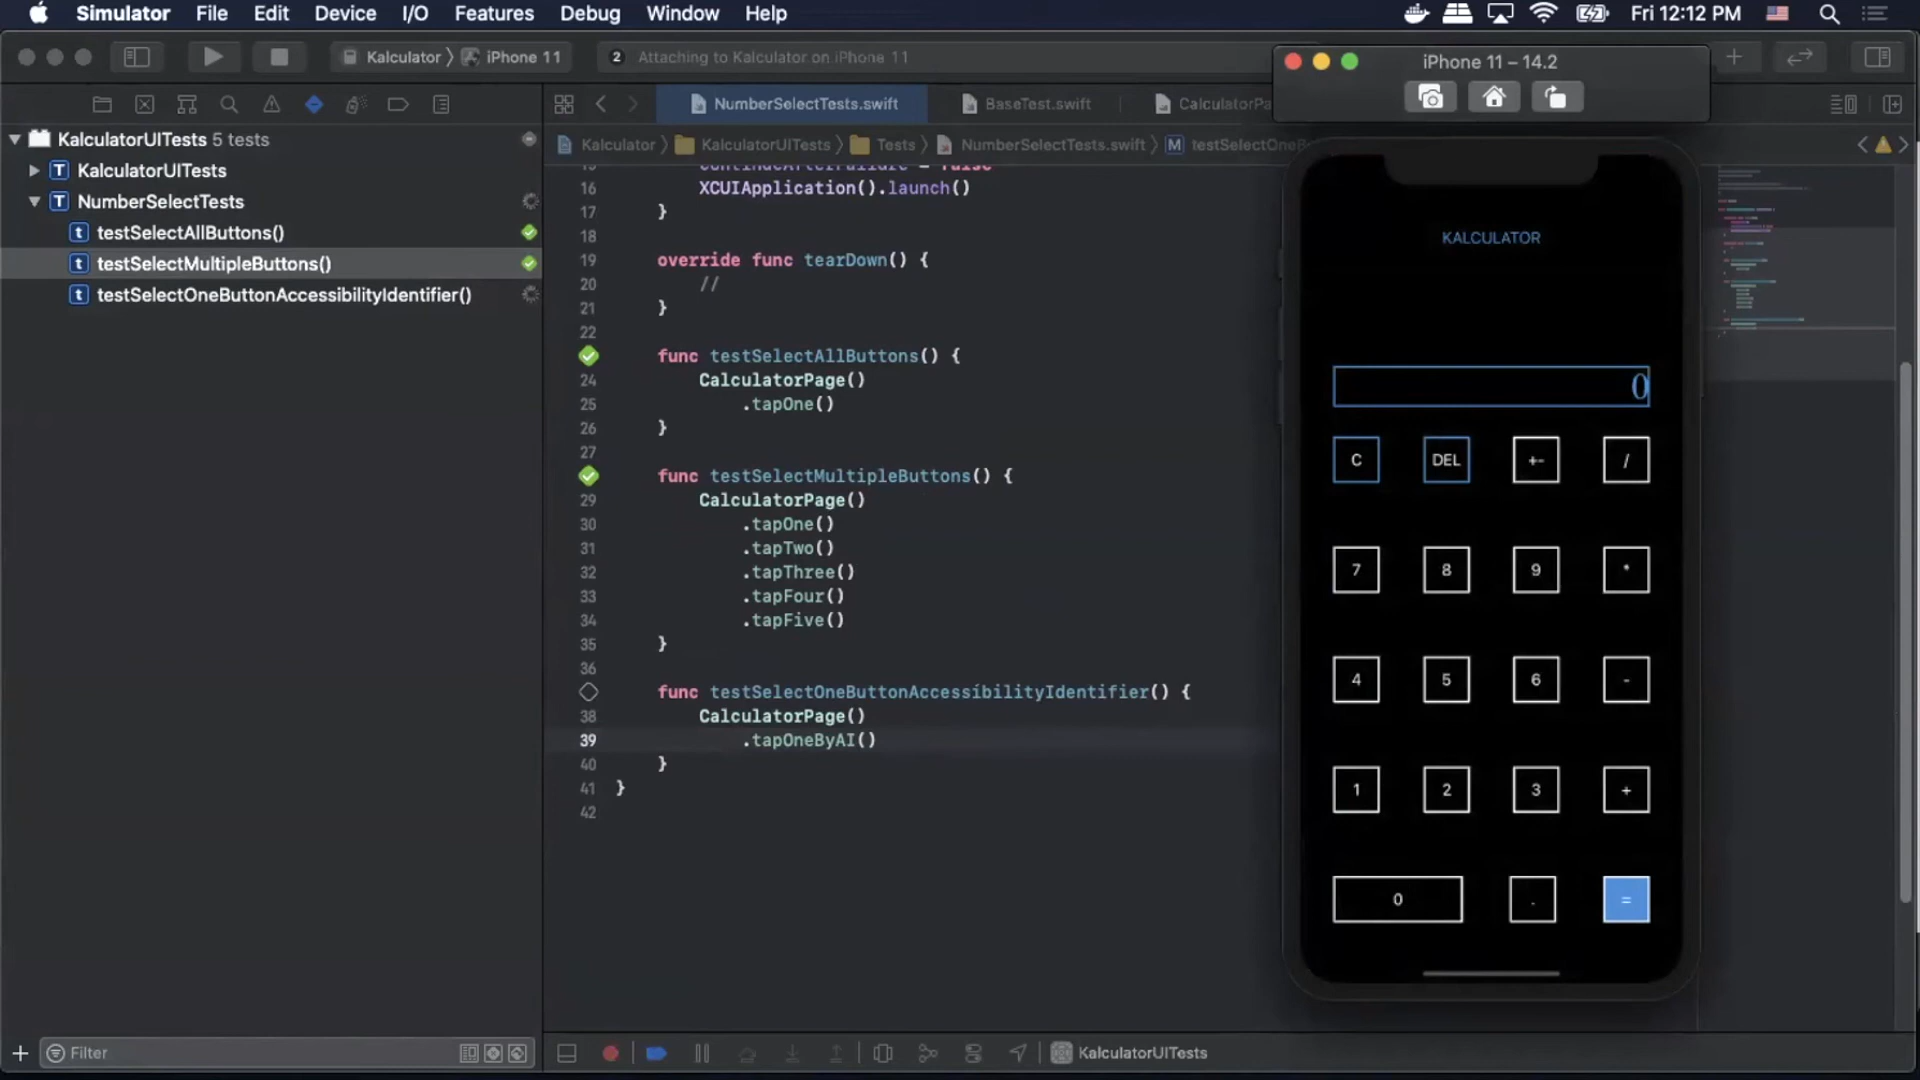 Simulator File Edit Device I/O Features Debug Window Help Fri 12:12 PM
Kalculator iPhone 11 2 Attaching to Kalculator on iPhone 11
iPhone 11 – 14.2
NumberSelectTests.swift BaseTest.swift CalculatorPa
Kalculator KalculatorUITests Tests NumberSelectTests.swift M testSelectOneB
KalculatorUITests 5 tests
T KalculatorUITests
T NumberSelectTests
t testSelectAllButtons()
t testSelectMultipleButtons()
t testSelectOneButtonAccessibilityIdentifier()
15 continueAfterFailure = false
16 XCUIApplication().launch()
17 }
18
19 override func tearDown() {
20 //
21 }
22
func testSelectAllButtons() {
24 CalculatorPage()
25 .tapOne()
26 }
27
func testSelectMultipleButtons() {
29 CalculatorPage()
30 .tapOne()
31 .tapTwo()
32 .tapThree()
33 .tapFour()
34 .tapFive()
35 }
36
func testSelectOneButtonAccessibilityIdentifier() {
38 CalculatorPage()
39 .tapOneByAI()
40 }
41 }
42
KALCULATOR
0
C DEL +- /
7 8 9 *
4 5 6 -
1 2 3 +
0 . =
Filter
KalculatorUITests